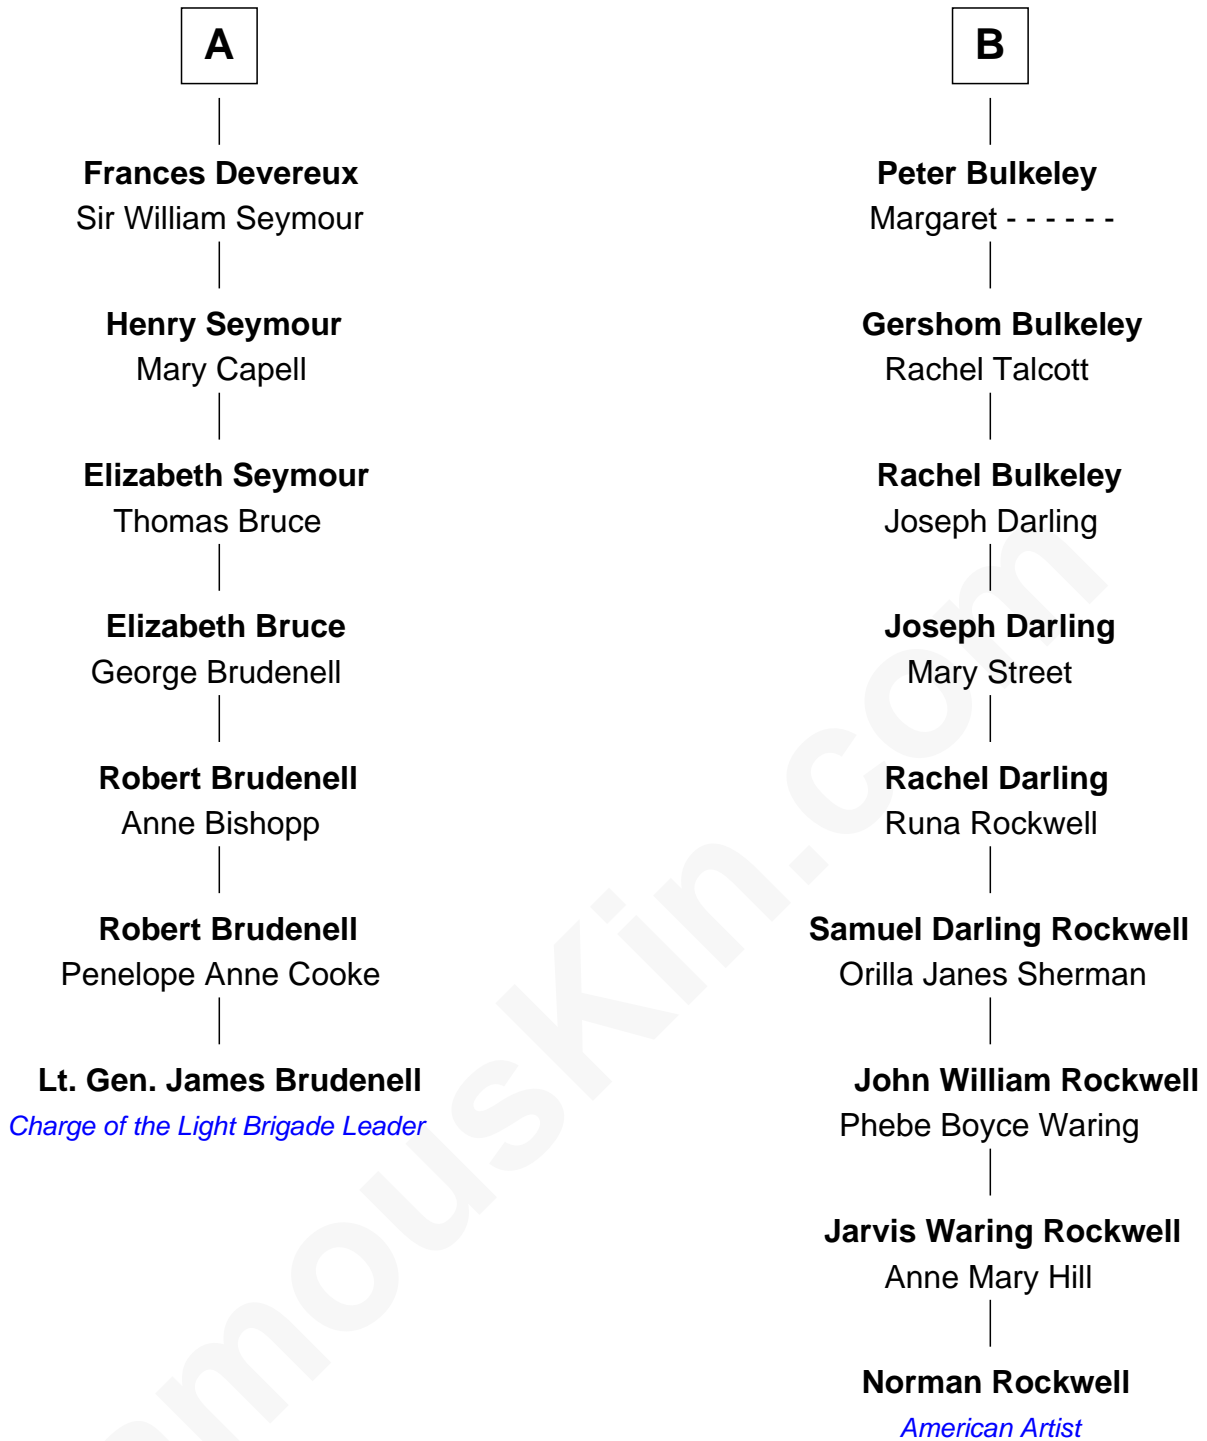 A
Frances Devereux
Sir William Seymour
Henry Seymour
Mary Capell
Elizabeth Seymour
Thomas Bruce
Elizabeth Bruce
George Brudenell
Robert Brudenell
Anne Bishopp
Robert Brudenell
Penelope Anne Cooke
Lt. Gen. James Brudenell
Charge of the Light Brigade Leader
B
Peter Bulkeley
Margaret - - - - - -
Gershom Bulkeley
Rachel Talcott
Rachel Bulkeley
Joseph Darling
Joseph Darling
Mary Street
Rachel Darling
Runa Rockwell
Samuel Darling Rockwell
Orilla Janes Sherman
John William Rockwell
Phebe Boyce Waring
Jarvis Waring Rockwell
Anne Mary Hill
Norman Rockwell
American Artist
amousKin.com